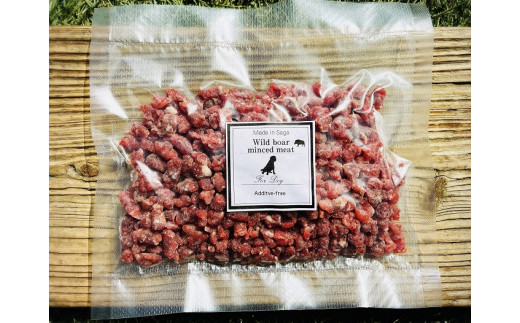 Made in Saga
Wild boar
minced meat
For Dog
Additive-free